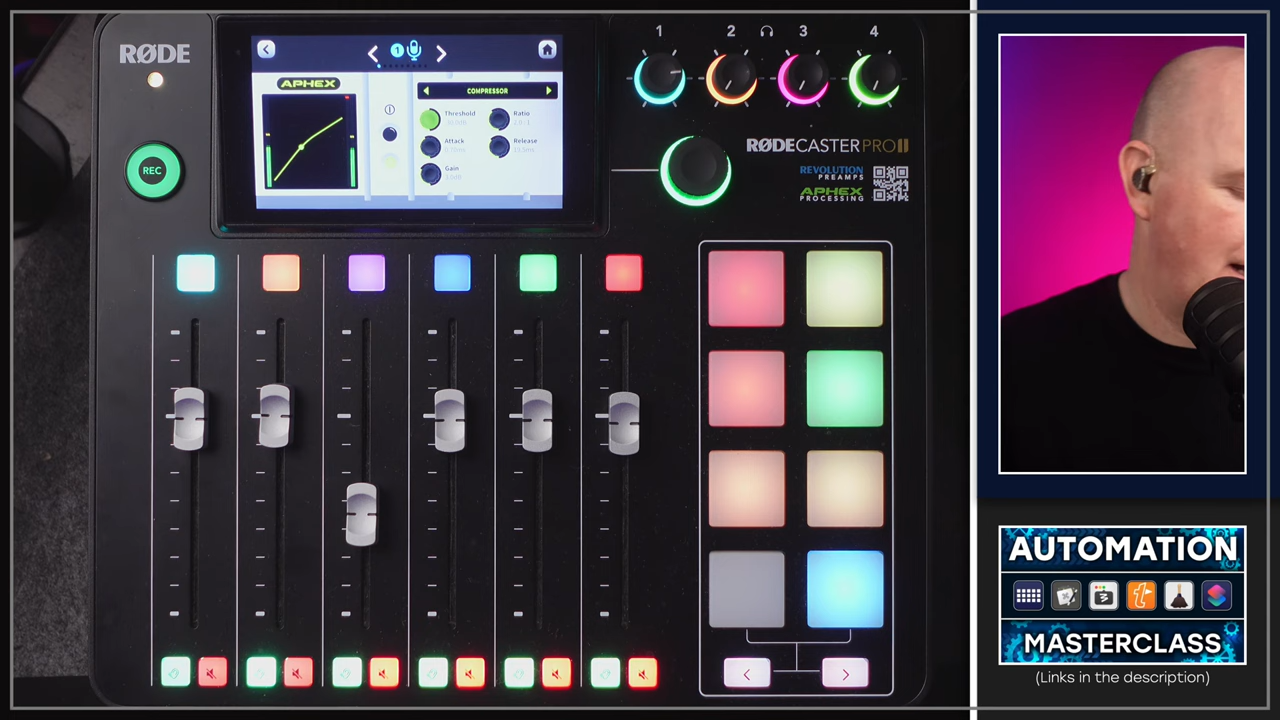 RØDE
REC
1
APHEX
COMPRESSOR
Threshold
Ratio
Attack
Release
Gain
1 2 3 4
RØDECASTER PRO II
REVOLUTION
PREAMPS
APHEX
PROCESSING
AUTOMATION
MASTERCLASS
(Links in the description)